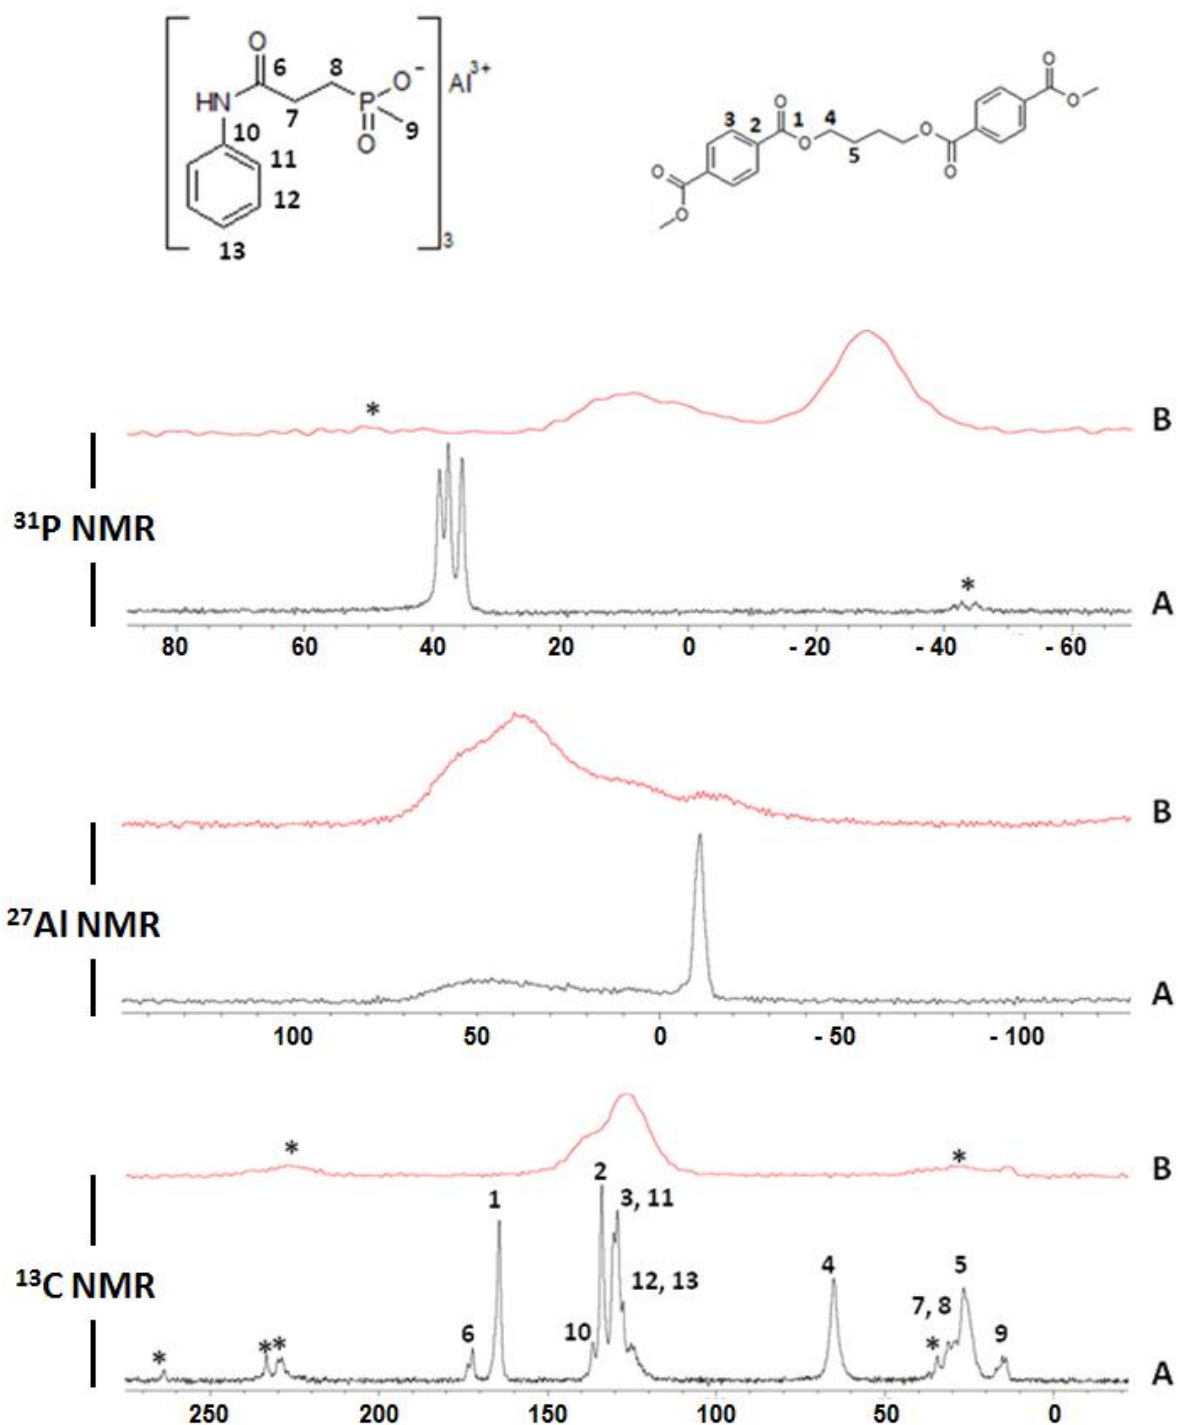 O
6
8
O⁻
Al³⁺
HN
P
7
9
10
O
11
12
13
3
O
O
3
2
1
4
O
O
5
O
O
O
O
*
B
³¹P NMR
*
A
80 60 40 20 0 - 20 - 40 - 60
B
²⁷Al NMR
A
100 50 0 - 50 - 100
* * B
1 2
3, 11
¹³C NMR
12, 13
4 5
7, 8
6 10 9
* * * * A
250 200 150 100 50 0